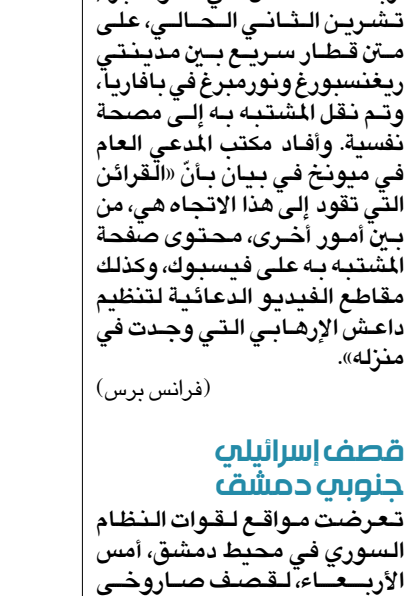 تشرين الثاني الحالي، على
متن قطار سريع بين مدينتي
ريغنسبورغ ونورمبرغ في بافاريا،
وتم نقل المشتبه به إلى مصحة
نفسية. وأفاد مكتب المدعي العام
في ميونخ في بيان بأنّ «القرائن
التي تقود إلى هذا الاتجاه هي، من
بين أمور أخرى، محتوى صفحة
المشتبه به على فيسبوك، وكذلك
مقاطع الفيديو الدعائية لتنظيم
داعش الإرهابي التي وجدت في
منزله».
(فرانس برس)
قصف إسرائيلي
جنوبي دمشق
تعرضت مواقع لقوات النظام
السوري في محيط دمشق، أمس
الأربعاء، لقصف صاروخي